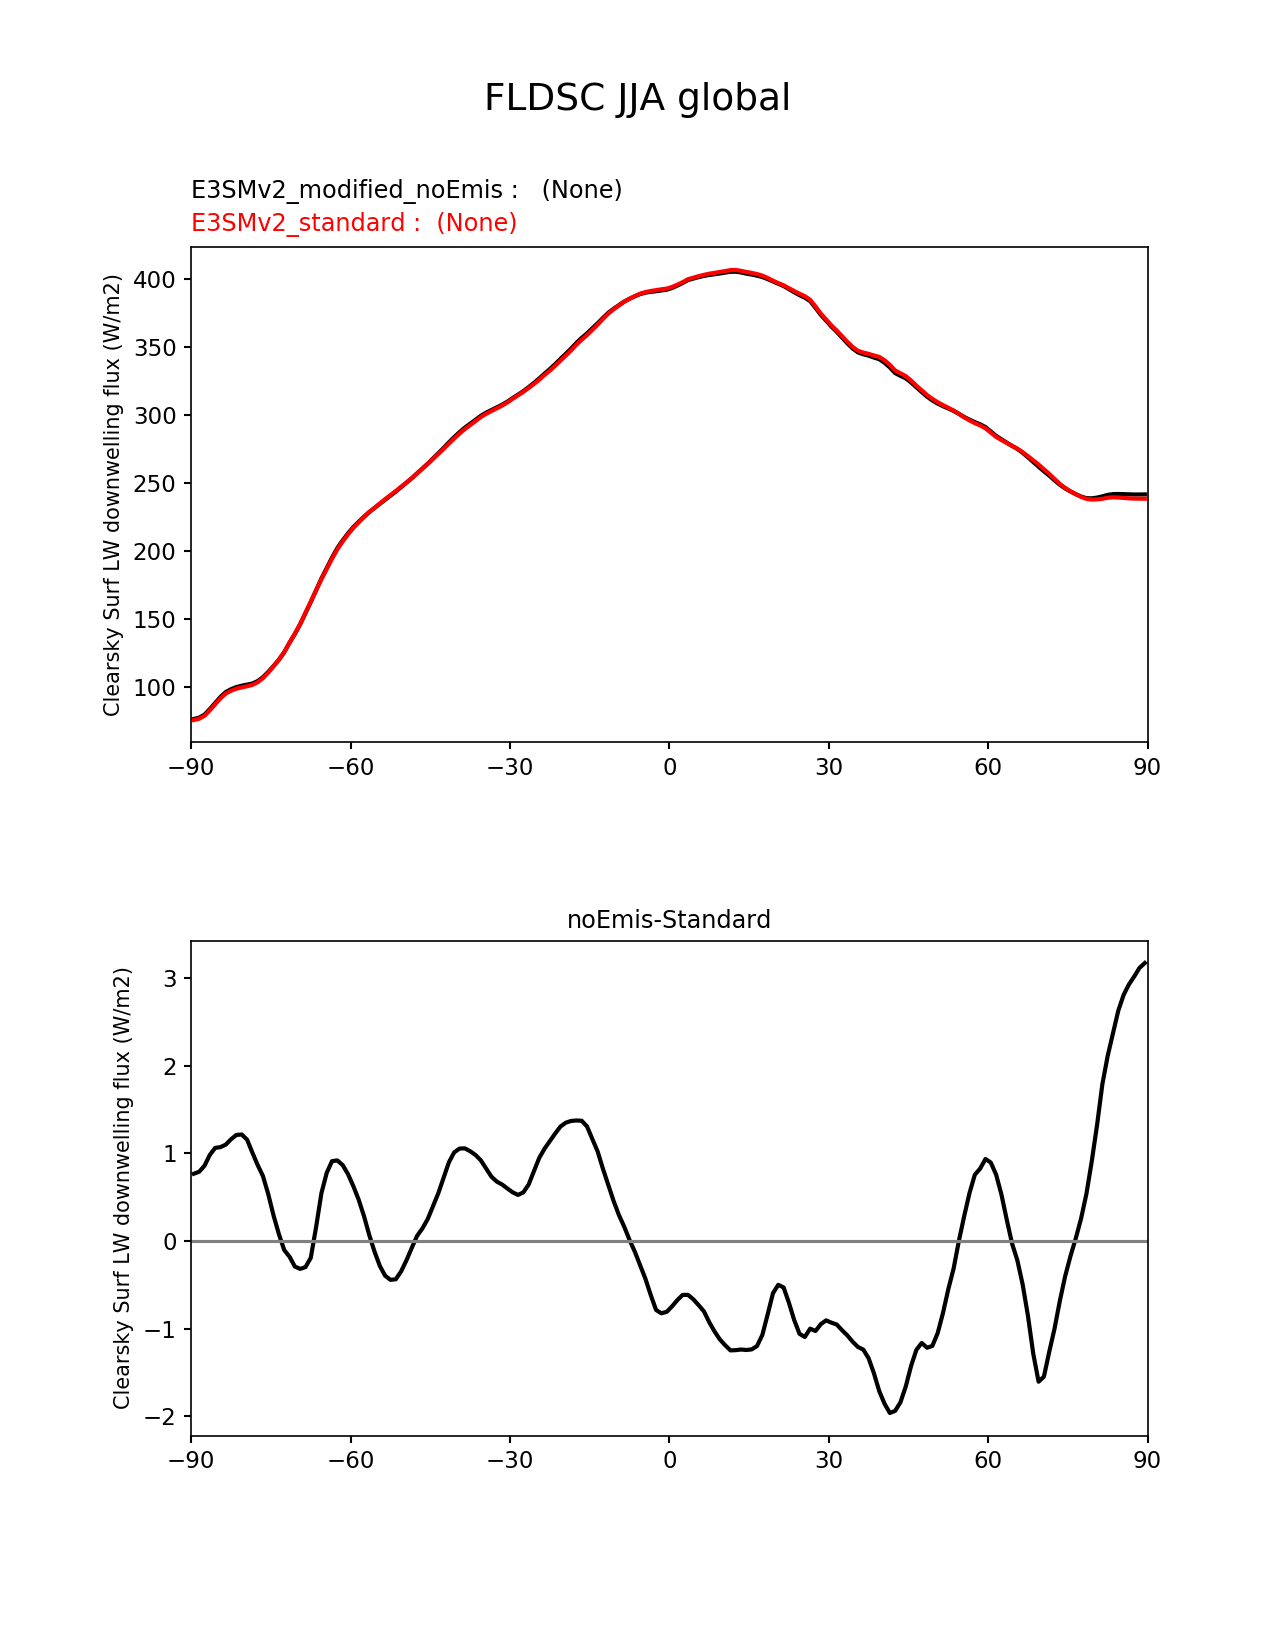 FLDSC JJA global
E3SMv2_modified_noEmis :   (None)
E3SMv2_standard :  (None)
Clearsky Surf LW downwelling flux (W/m2)
400
350
300
250
200
150
100
−90 −60 −30 0 30 60 90
noEmis-Standard
Clearsky Surf LW downwelling flux (W/m2)
3
2
1
0
−1
−2
−90 −60 −30 0 30 60 90